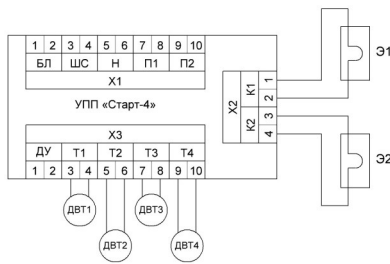 1 2 3 4 5 6 7 8 9 10
БЛ ШС Н П1 П2
X1
УПП «Старт-4»
X2
К1 К2
1 2 3 4
Э1
Э2
X3
ДУ Т1 Т2 Т3 Т4
1 2 3 4 5 6 7 8 9 10
ДВТ1 ДВТ3
ДВТ2 ДВТ4